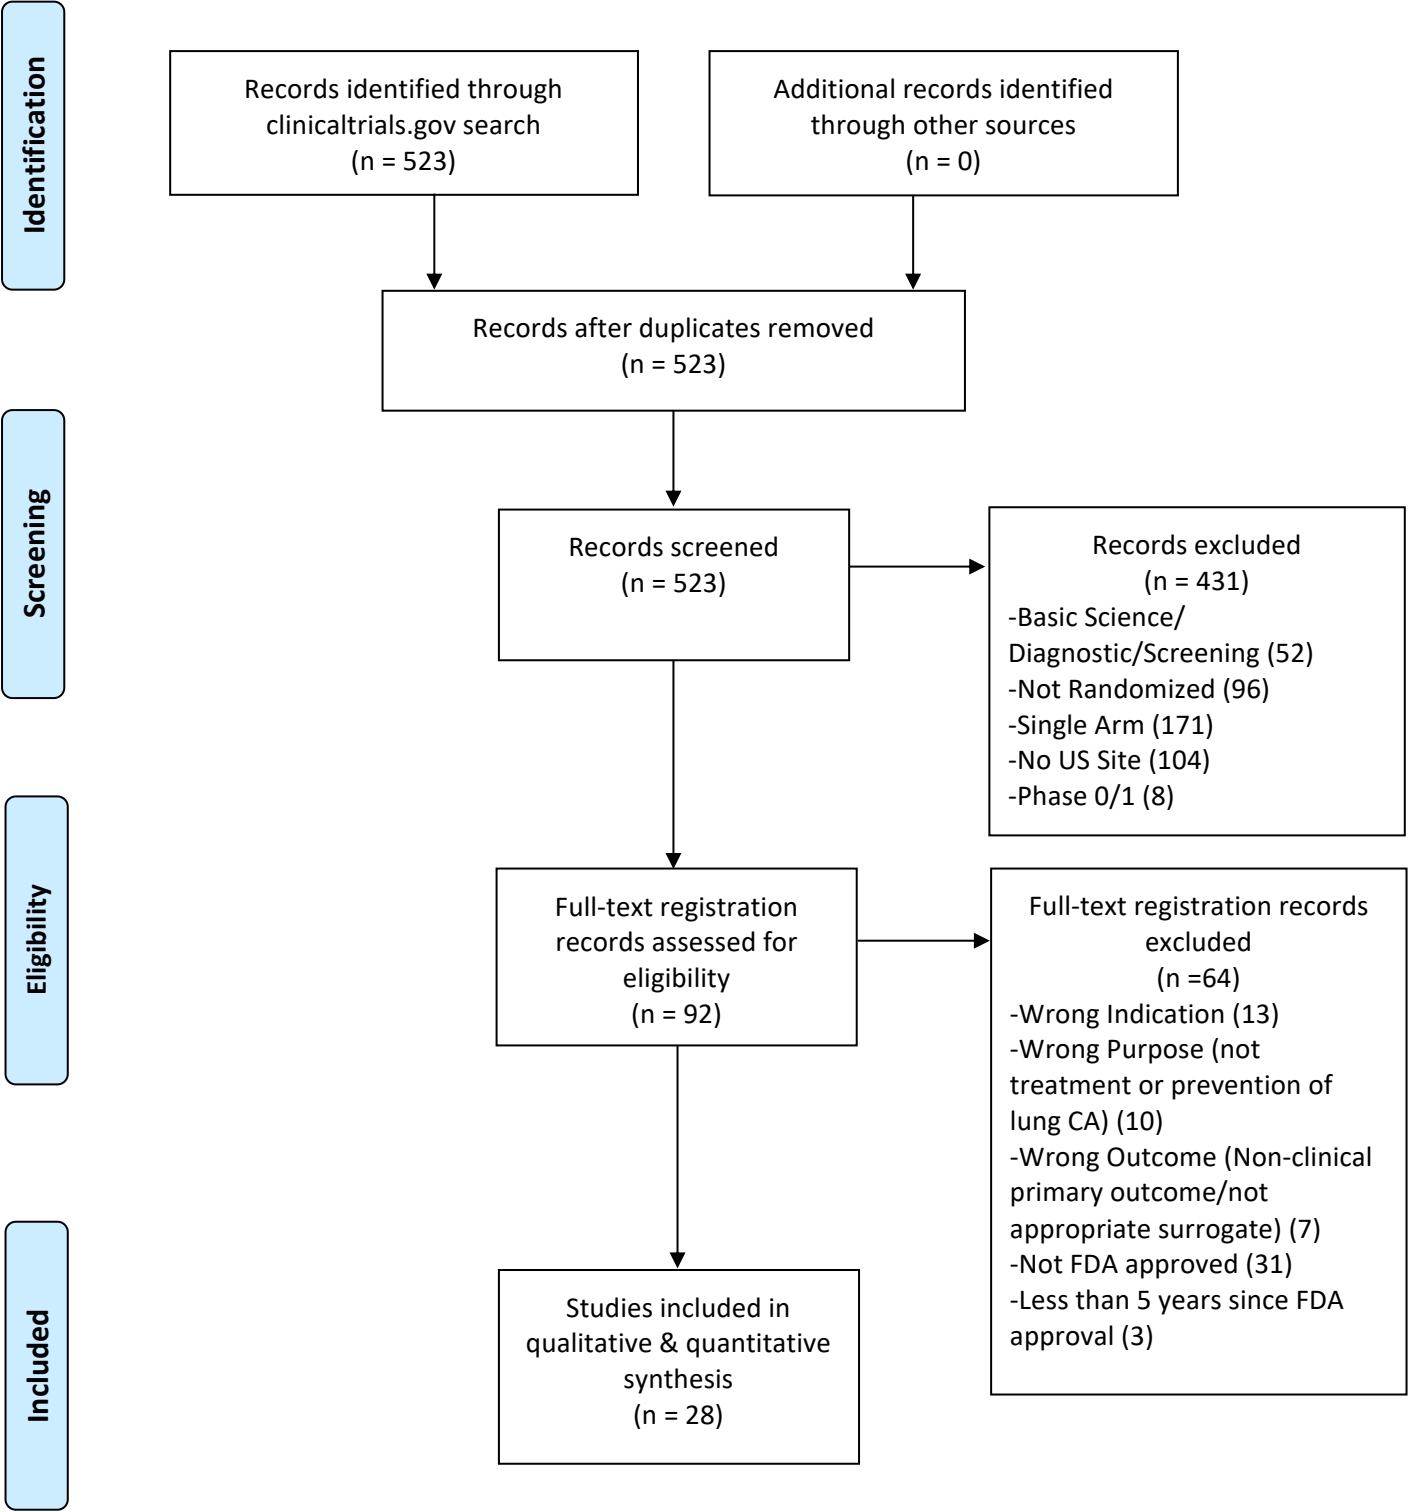 Identification
Records identified through
clinicaltrials.gov search
(n = 523)
Additional records identified
through other sources
(n = 0)
Records after duplicates removed
(n = 523)
Screening
Records screened
(n = 523)
Records excluded
(n = 431)
-Basic Science/
Diagnostic/Screening (52)
-Not Randomized (96)
-Single Arm (171)
-No US Site (104)
-Phase 0/1 (8)
Eligibility
Full-text registration
records assessed for
eligibility
(n = 92)
Full-text registration records
excluded
(n =64)
-Wrong Indication (13)
-Wrong Purpose (not
treatment or prevention of
lung CA) (10)
-Wrong Outcome (Non-clinical
primary outcome/not
appropriate surrogate) (7)
-Not FDA approved (31)
-Less than 5 years since FDA
approval (3)
Included
Studies included in
qualitative & quantitative
synthesis
(n = 28)